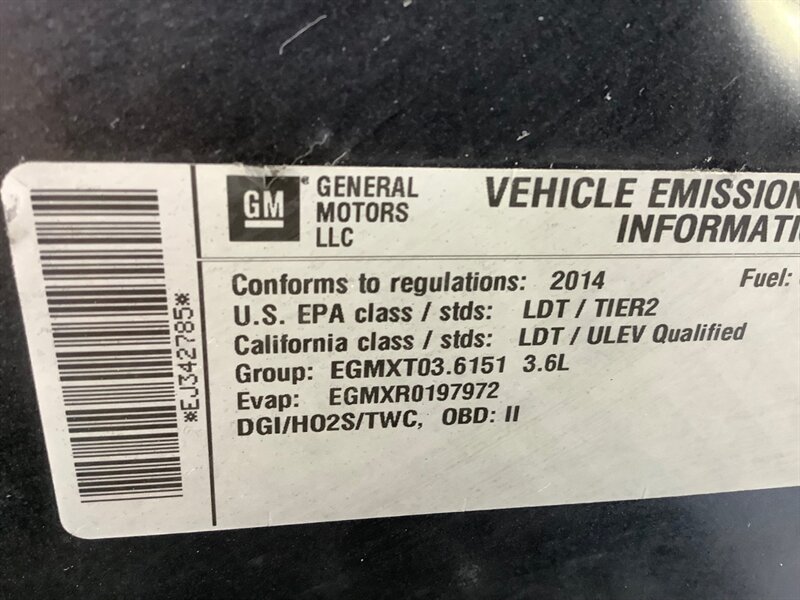 *EJ342785*
GM
GENERAL
MOTORS
LLC
VEHICLE EMISSION
INFORMATI
Conforms to regulations: 2014 Fuel:
U.S. EPA class / stds: LDT / TIER2
California class / stds: LDT / ULEV Qualified
Group: EGMXT03.6151 3.6L
Evap: EGMXR0197972
DGI/HO2S/TWC, OBD: II